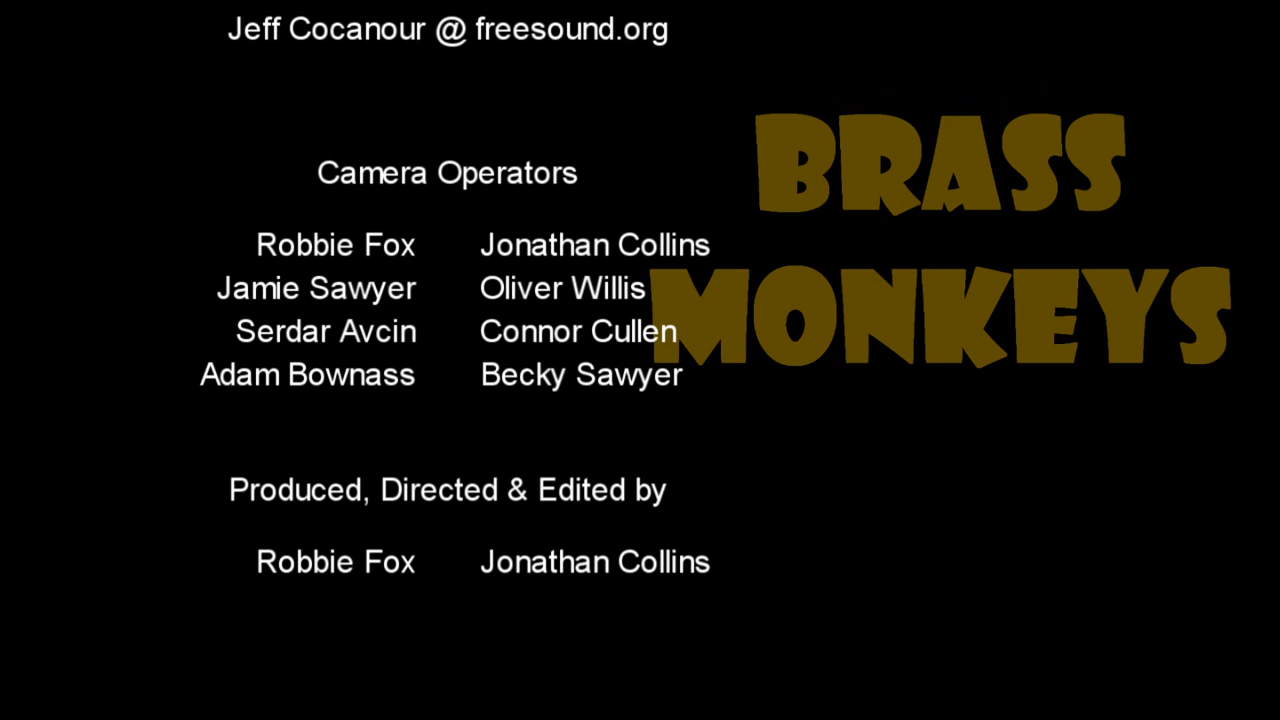 Jeff Cocanour @ freesound.org
BRASS
MONKEYS
Camera Operators
Robbie Fox Jonathan Collins
Jamie Sawyer Oliver Willis
Serdar Avcin Connor Cullen
Adam Bownass Becky Sawyer
Produced, Directed & Edited by
Robbie Fox Jonathan Collins